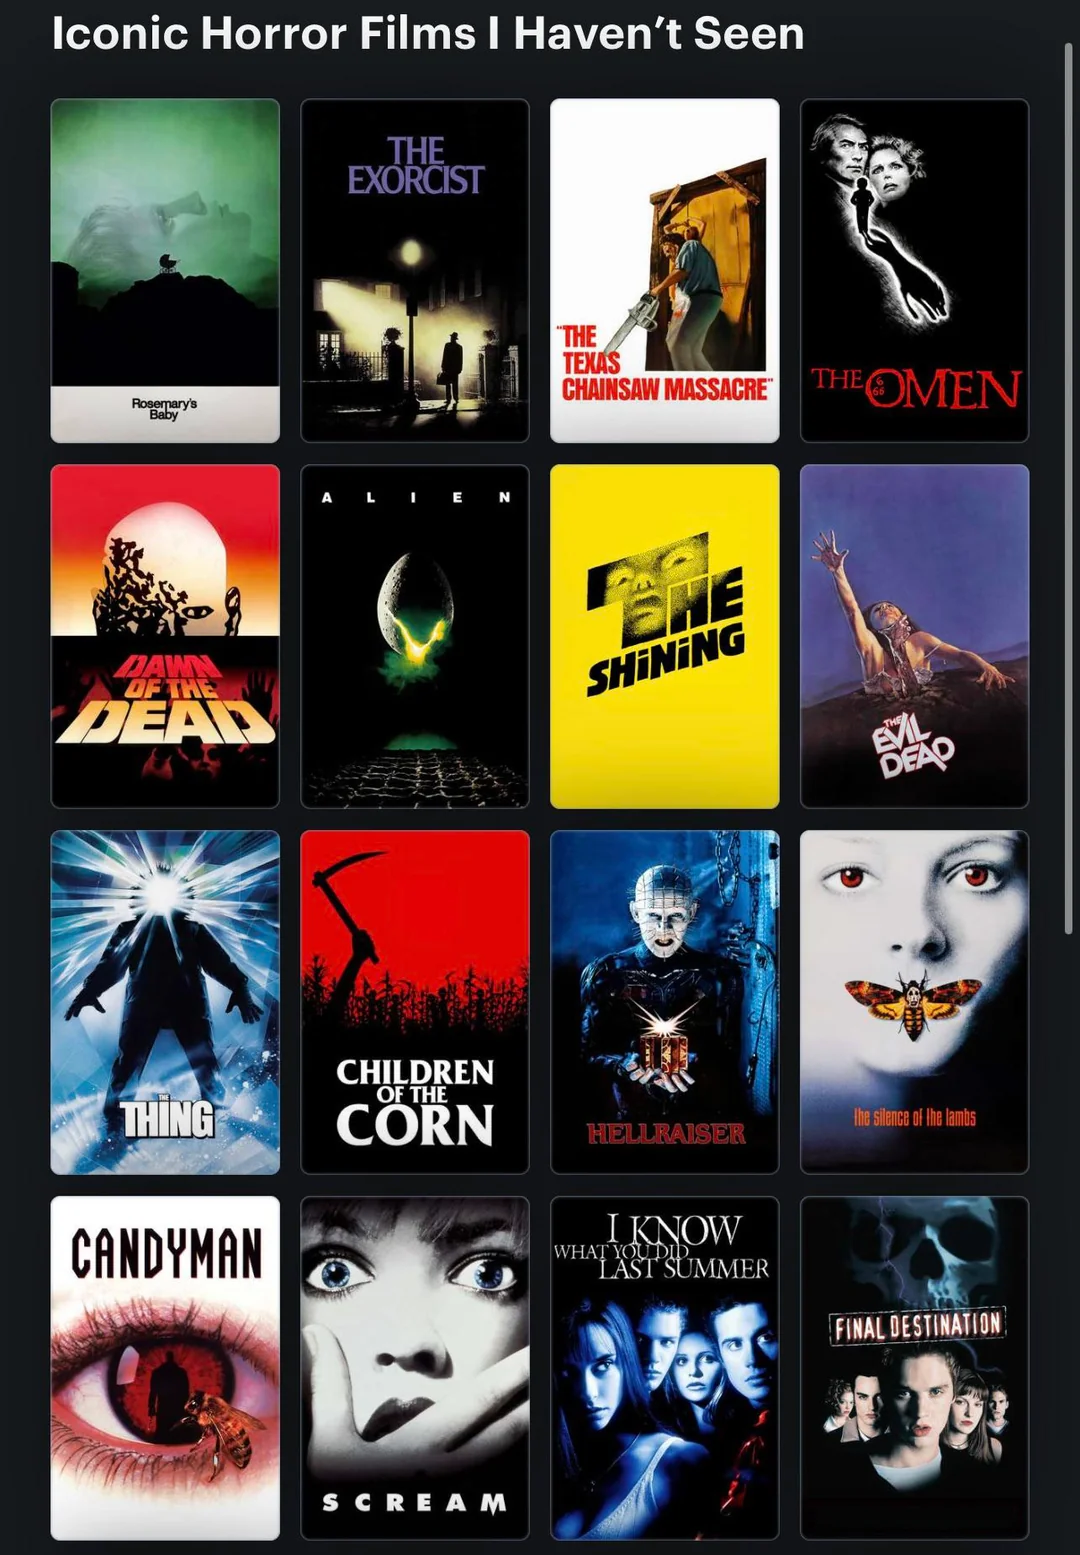 Iconic Horror Films I Haven’t Seen
Rosemary's
Baby
THE
EXORCIST
"THE
TEXAS
CHAINSAW MASSACRE"
THE OMEN
666
DAWN
OF THE
DEAD
ALIEN
THE
SHiNiNG
THE
EVIL
DEAD
THE
THING
CHILDREN
OF THE
CORN
HELLRAISER
the silence of the lambs
CANDYMAN
SCREAM
I KNOW
WHAT YOU DID
LAST SUMMER
FINAL DESTINATION